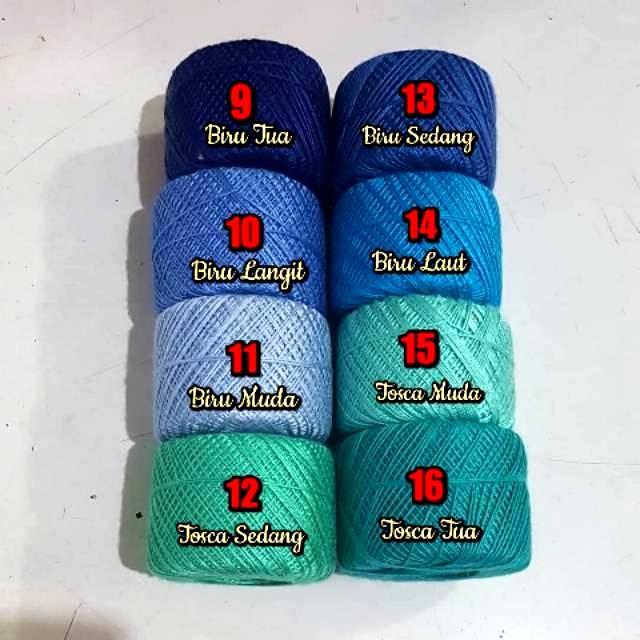 9
Biru Tua
10
Biru Langit
11
Biru Muda
12
Tosca Sedang
13
Biru Sedang
14
Biru Laut
15
Tosca Muda
16
Tosca Tua